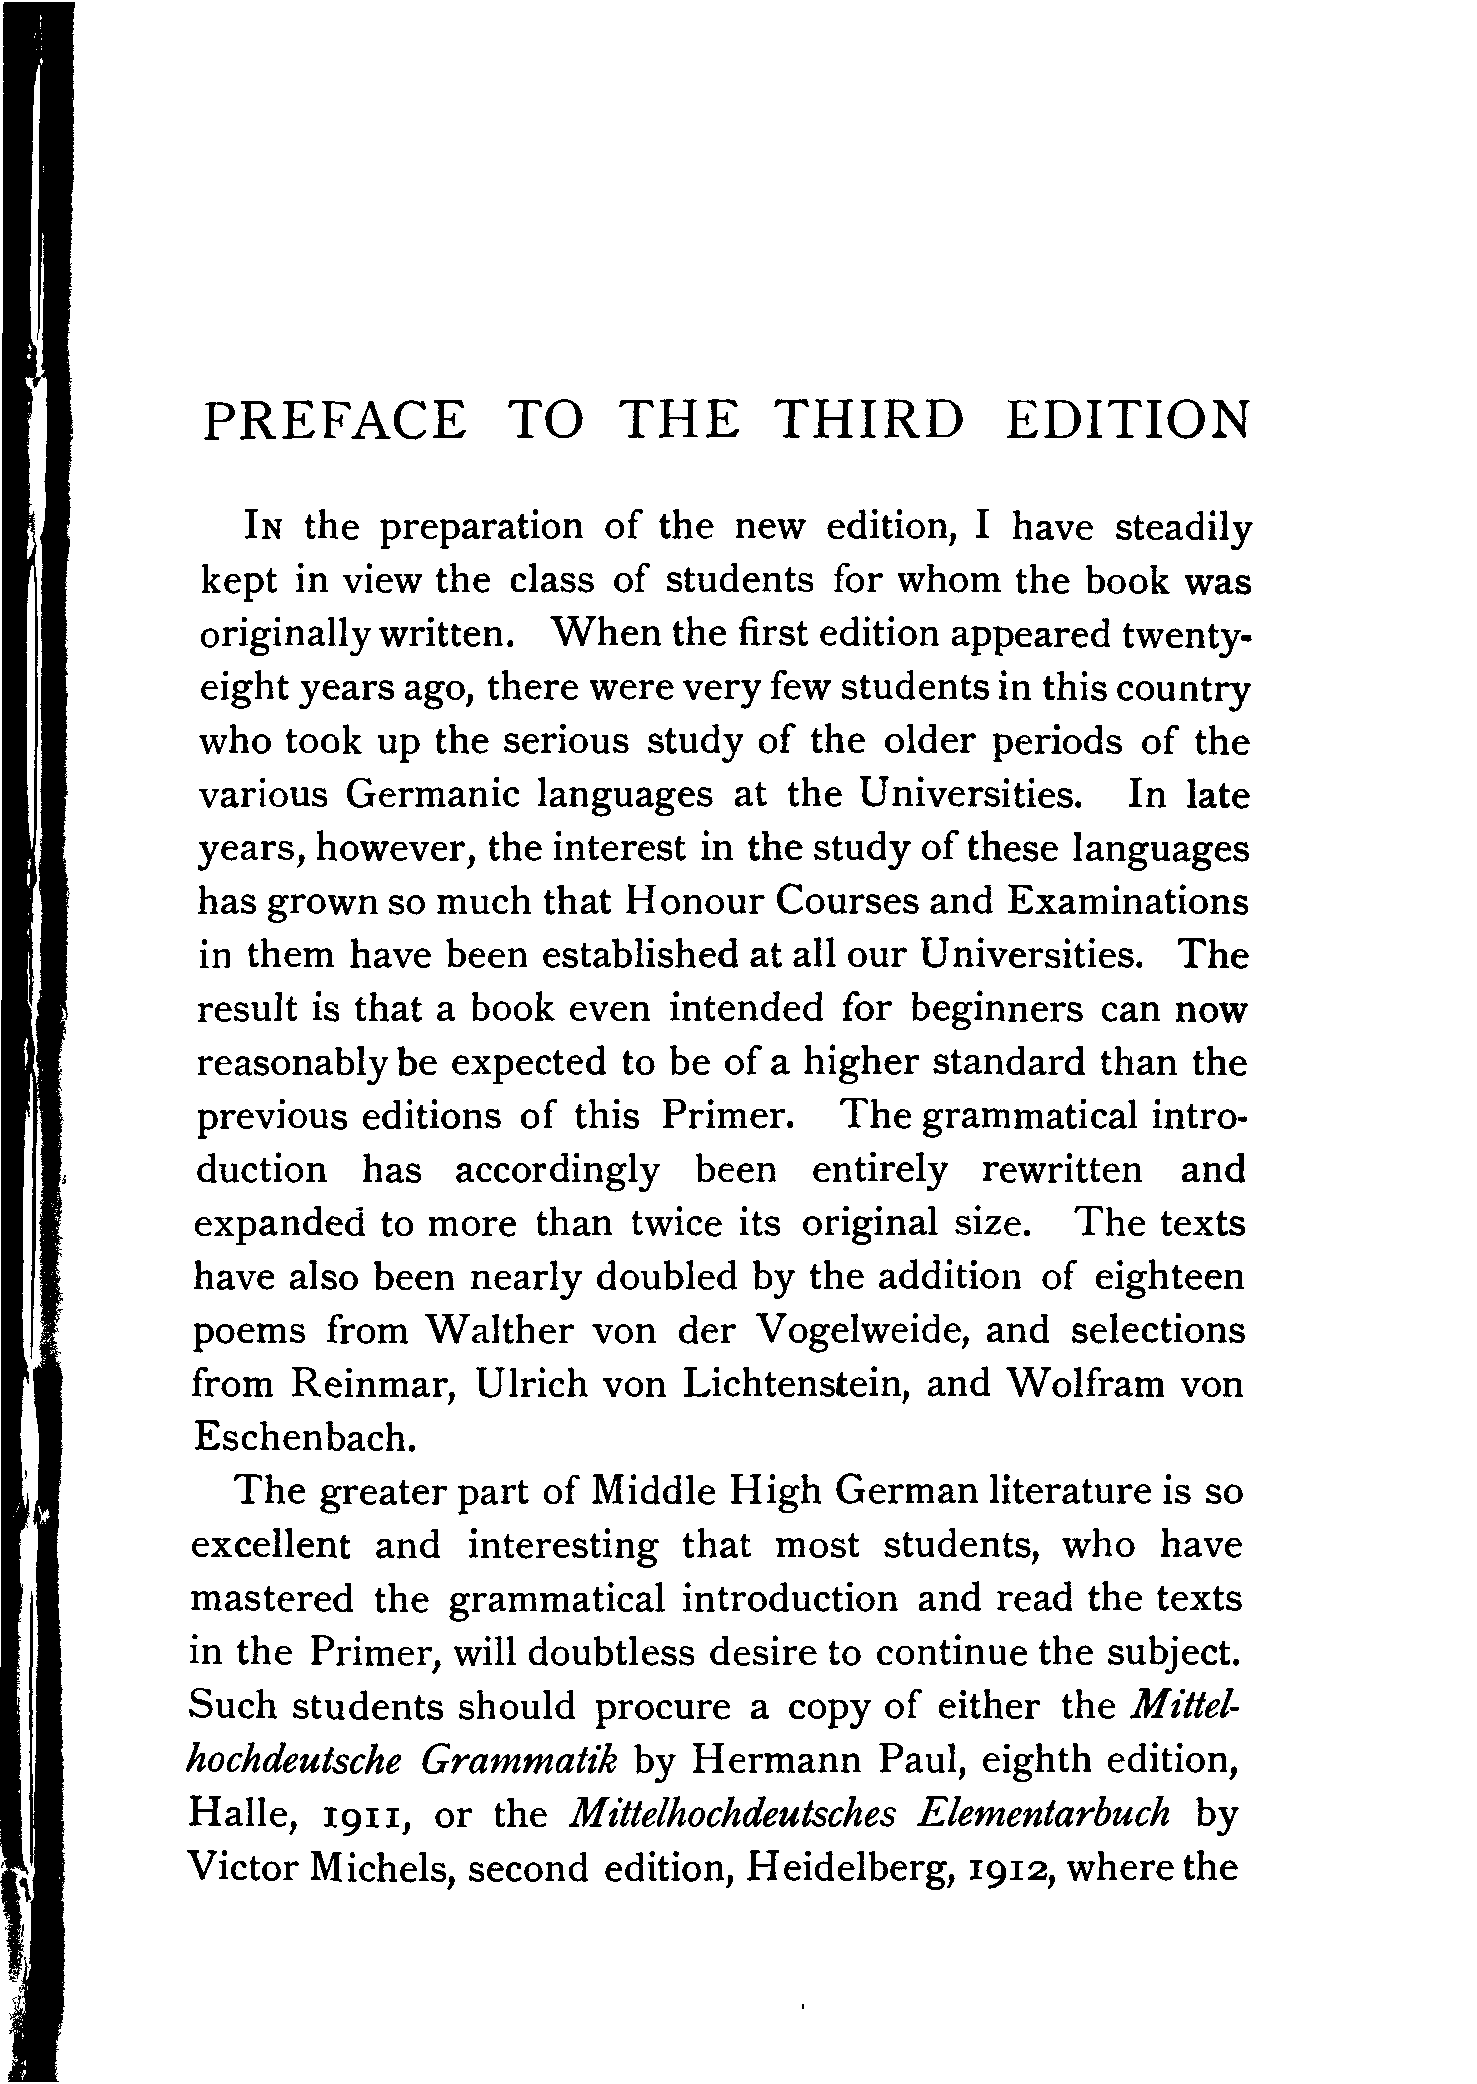 PREFACE TO THE THIRD EDITION
In the preparation of the new edition, I have steadily
kept in view the class of students for whom the book was
originally written. When the first edition appeared twenty-
eight years ago, there were very few students in this country
who took up the serious study of the older periods of the
various Germanic languages at the Universities. In late
years, however, the interest in the study of these languages
has grown so much that Honour Courses and Examinations
in them have been established at all our Universities. The
result is that a book even intended for beginners can now
reasonably be expected to be of a higher standard than the
previous editions of this Primer. The grammatical intro-
duction has accordingly been entirely rewritten and
expanded to more than twice its original size. The texts
have also been nearly doubled by the addition of eighteen
poems from Walther von der Vogelweide, and selections
from Reinmar, Ulrich von Lichtenstein, and Wolfram von
Eschenbach.
The greater part of Middle High German literature is so
excellent and interesting that most students, who have
mastered the grammatical introduction and read the texts
in the Primer, will doubtless desire to continue the subject.
Such students should procure a copy of either the Mittel-
hochdeutsche Grammatik by Hermann Paul, eighth edition,
Halle, 1911, or the Mittelhochdeutsches Elementarbuch by
Victor Michels, second edition, Heidelberg, 1912, where the